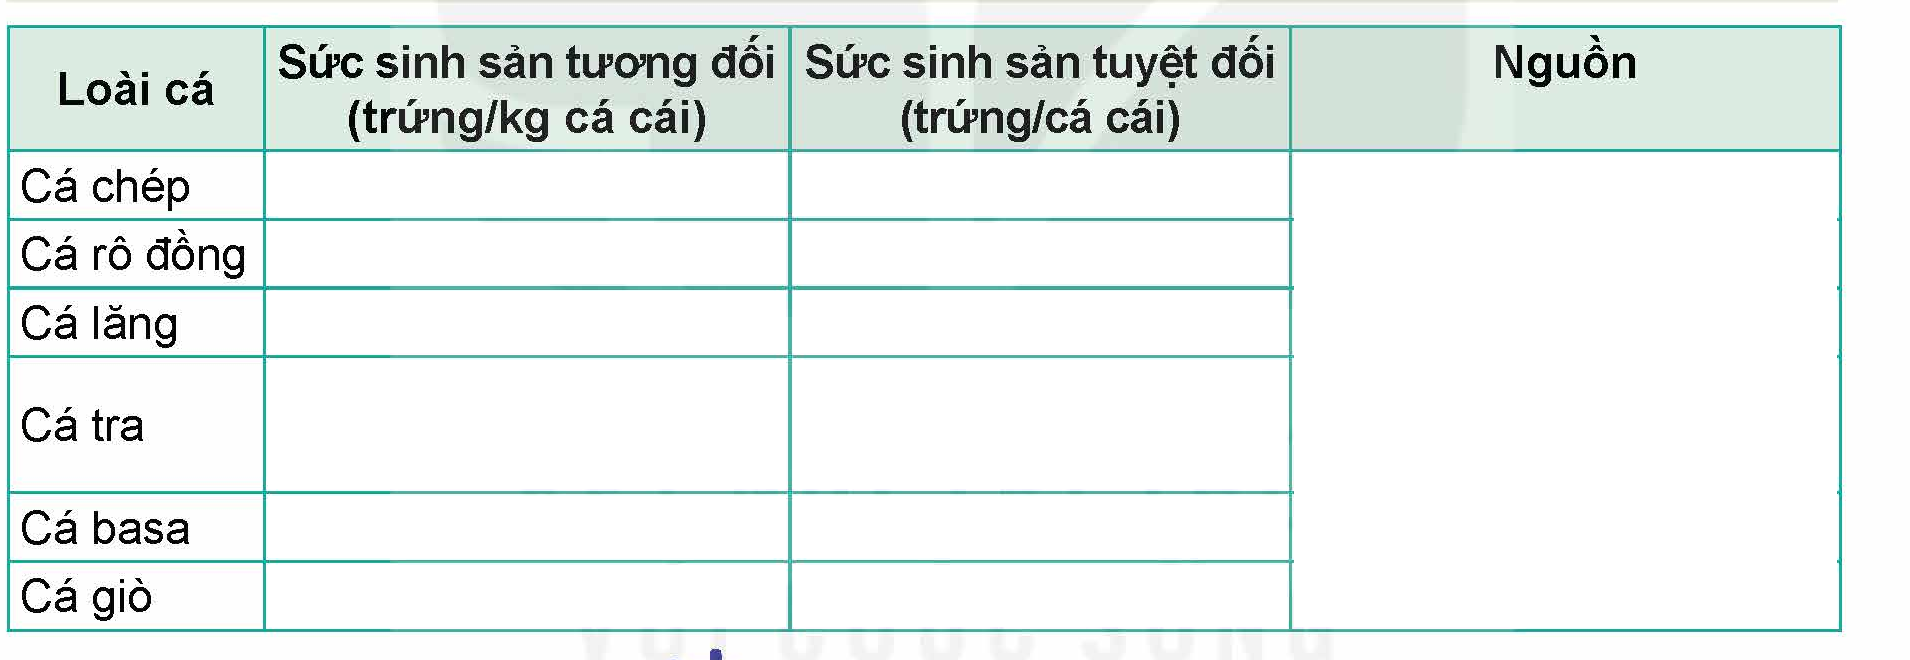 Loài cá
Sức sinh sản tương đối
(trứng/kg cá cái)
Sức sinh sản tuyệt đối
(trứng/cá cái)
Nguồn
Cá chép
Cá rô đồng
Cá lăng
Cá tra
Cá basa
Cá giò